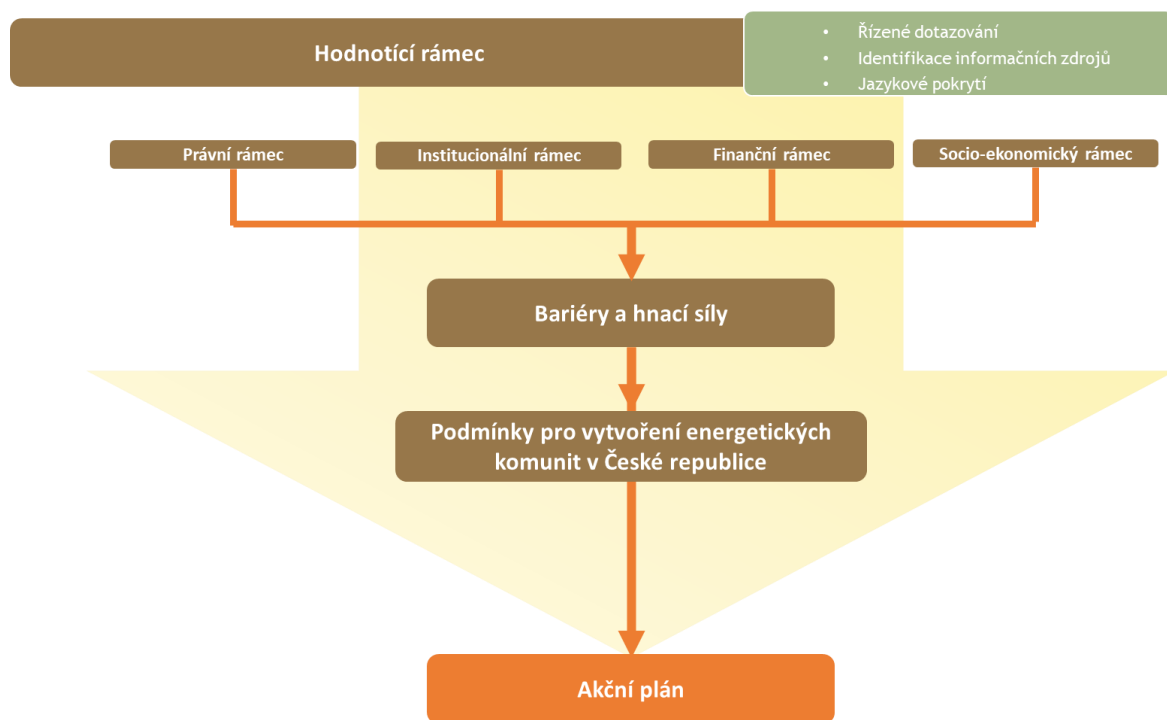 Hodnotící rámec
• Řízené dotazování
• Identifikace informačních zdrojů
• Jazykové pokrytí
Právní rámec
Institucionální rámec
Finanční rámec
Socio-ekonomický rámec
Bariéry a hnací síly
Podmínky pro vytvoření energetických
komunit v České republice
Akční plán